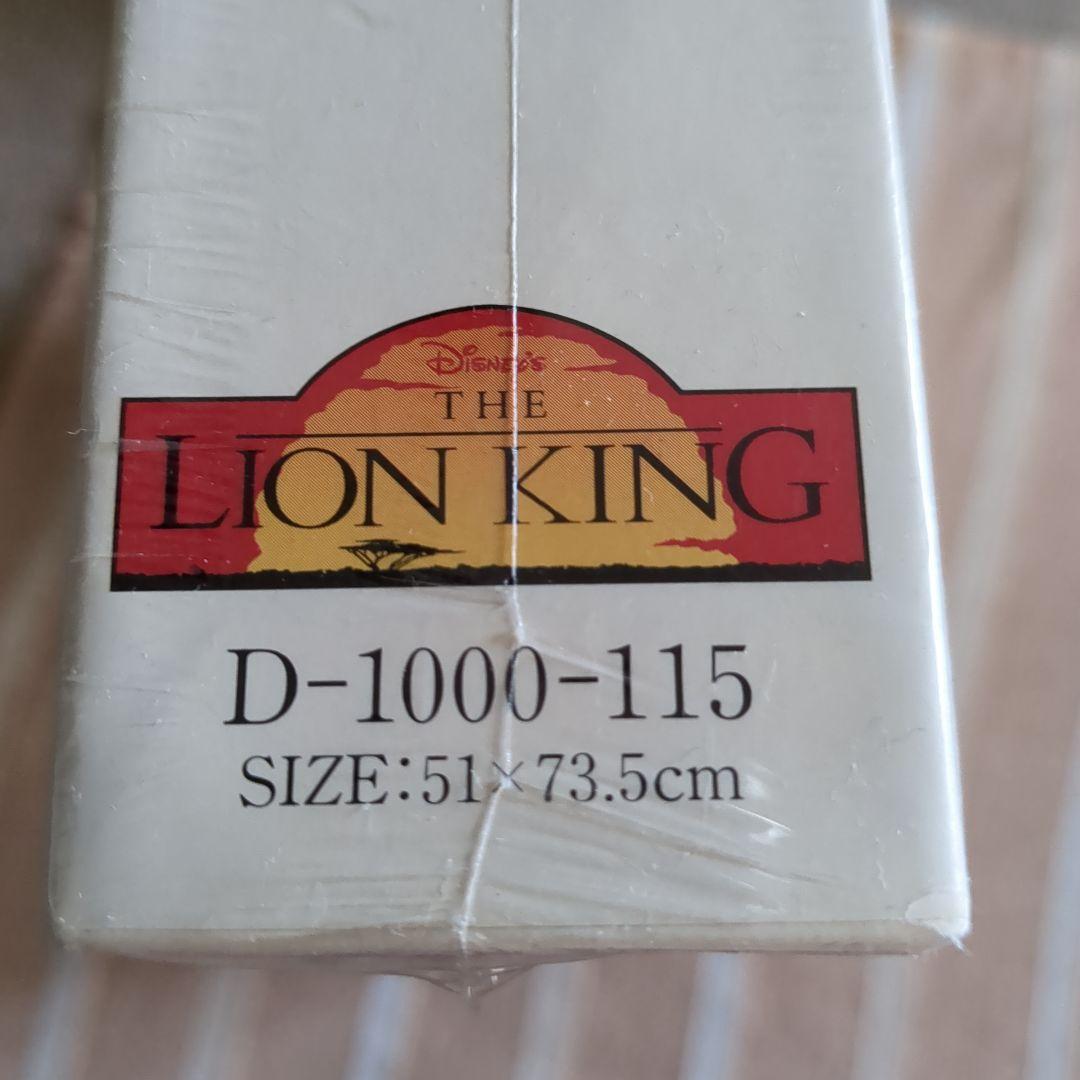 Disney's
THE
LION KING
D-1000-115
SIZE:51×73.5cm